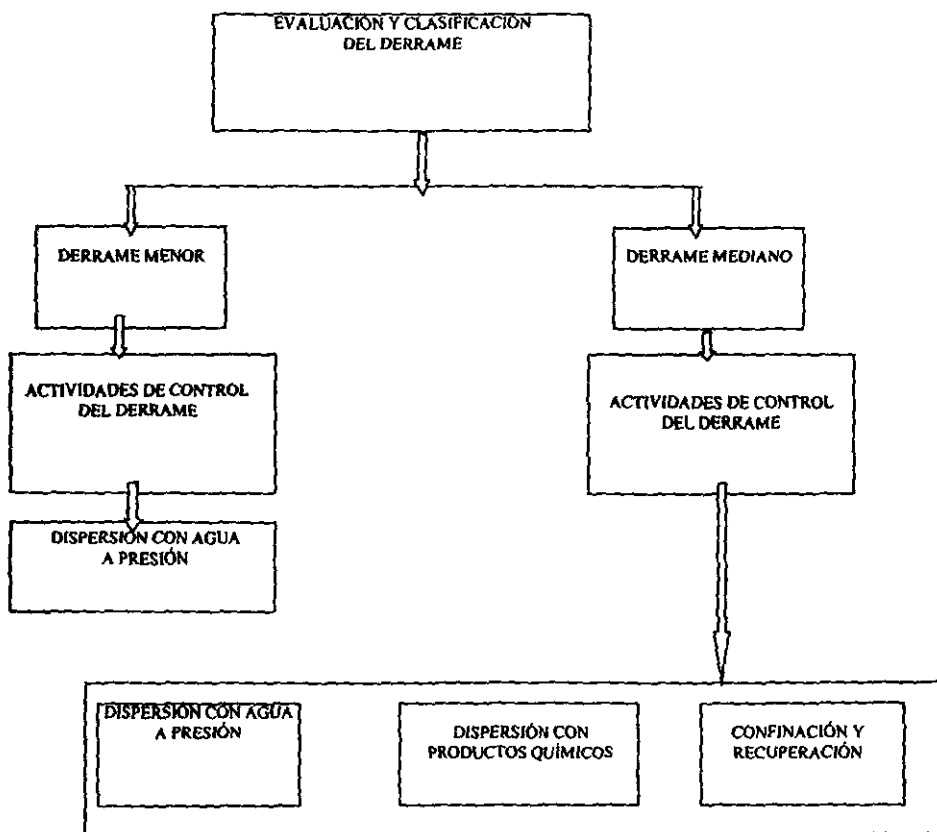 EVALUACIÓN Y CLASIFICACIÓN
DEL DERRAME
DERRAME MENOR
DERRAME MEDIANO
ACTIVIDADES DE CONTROL
DEL DERRAME
ACTIVIDADES DE CONTROL
DEL DERRAME
DISPERSIÓN CON AGUA
A PRESIÓN
DISPERSIÓN CON AGUA
A PRESIÓN
DISPERSIÓN CON
PRODUCTOS QUÍMICOS
CONFINACIÓN Y
RECUPERACIÓN